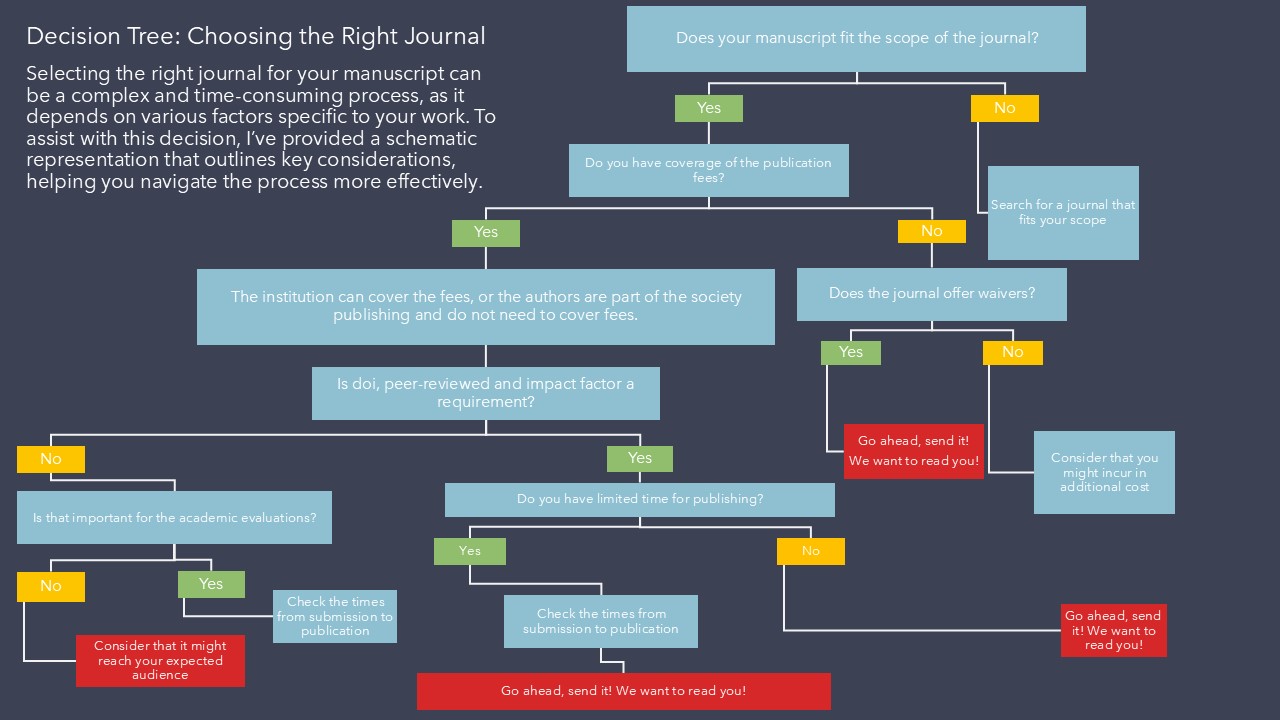 Decision Tree: Choosing the Right Journal
Selecting the right journal for your manuscript can
be a complex and time-consuming process, as it
depends on various factors specific to your work. To
assist with this decision, I’ve provided a schematic
representation that outlines key considerations,
helping you navigate the process more effectively.
Does your manuscript fit the scope of the journal?
Yes
No
Do you have coverage of the publication
fees?
Search for a journal that
fits your scope
Yes
No
The institution can cover the fees, or the authors are part of the society
publishing and do not need to cover fees.
Does the journal offer waivers?
Yes
No
Is doi, peer-reviewed and impact factor a
requirement?
Go ahead, send it!
We want to read you!
Consider that you
might incur in
additional cost
No
Yes
Is that important for the academic evaluations?
Do you have limited time for publishing?
Yes
No
No
Yes
Check the times
from submission to
publication
Check the times from
submission to publication
Go ahead, send
it! We want to
read you!
Consider that it might
reach your expected
audience
Go ahead, send it! We want to read you!